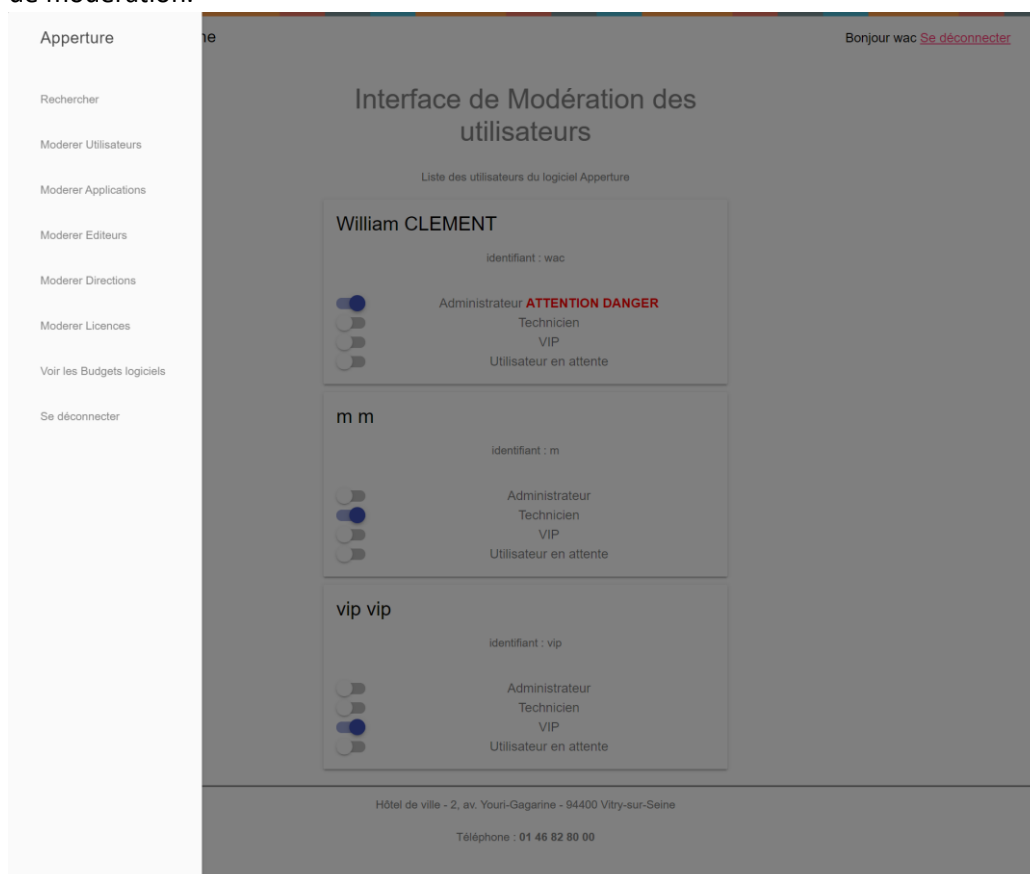 de modération.
Apperture
ne
Bonjour wac Se déconnecter
Rechercher
Moderer Utilisateurs
Moderer Applications
Moderer Editeurs
Moderer Directions
Moderer Licences
Voir les Budgets logiciels
Se déconnecter
Interface de Modération des
utilisateurs
Liste des utilisateurs du logiciel Apperture
William CLEMENT
identifiant : wac
Administrateur ATTENTION DANGER
Technicien
VIP
Utilisateur en attente
m m
identifiant : m
Administrateur
Technicien
VIP
Utilisateur en attente
vip vip
identifiant : vip
Administrateur
Technicien
VIP
Utilisateur en attente
Hôtel de ville - 2, av. Youri-Gagarine - 94400 Vitry-sur-Seine
Téléphone : 01 46 82 80 00